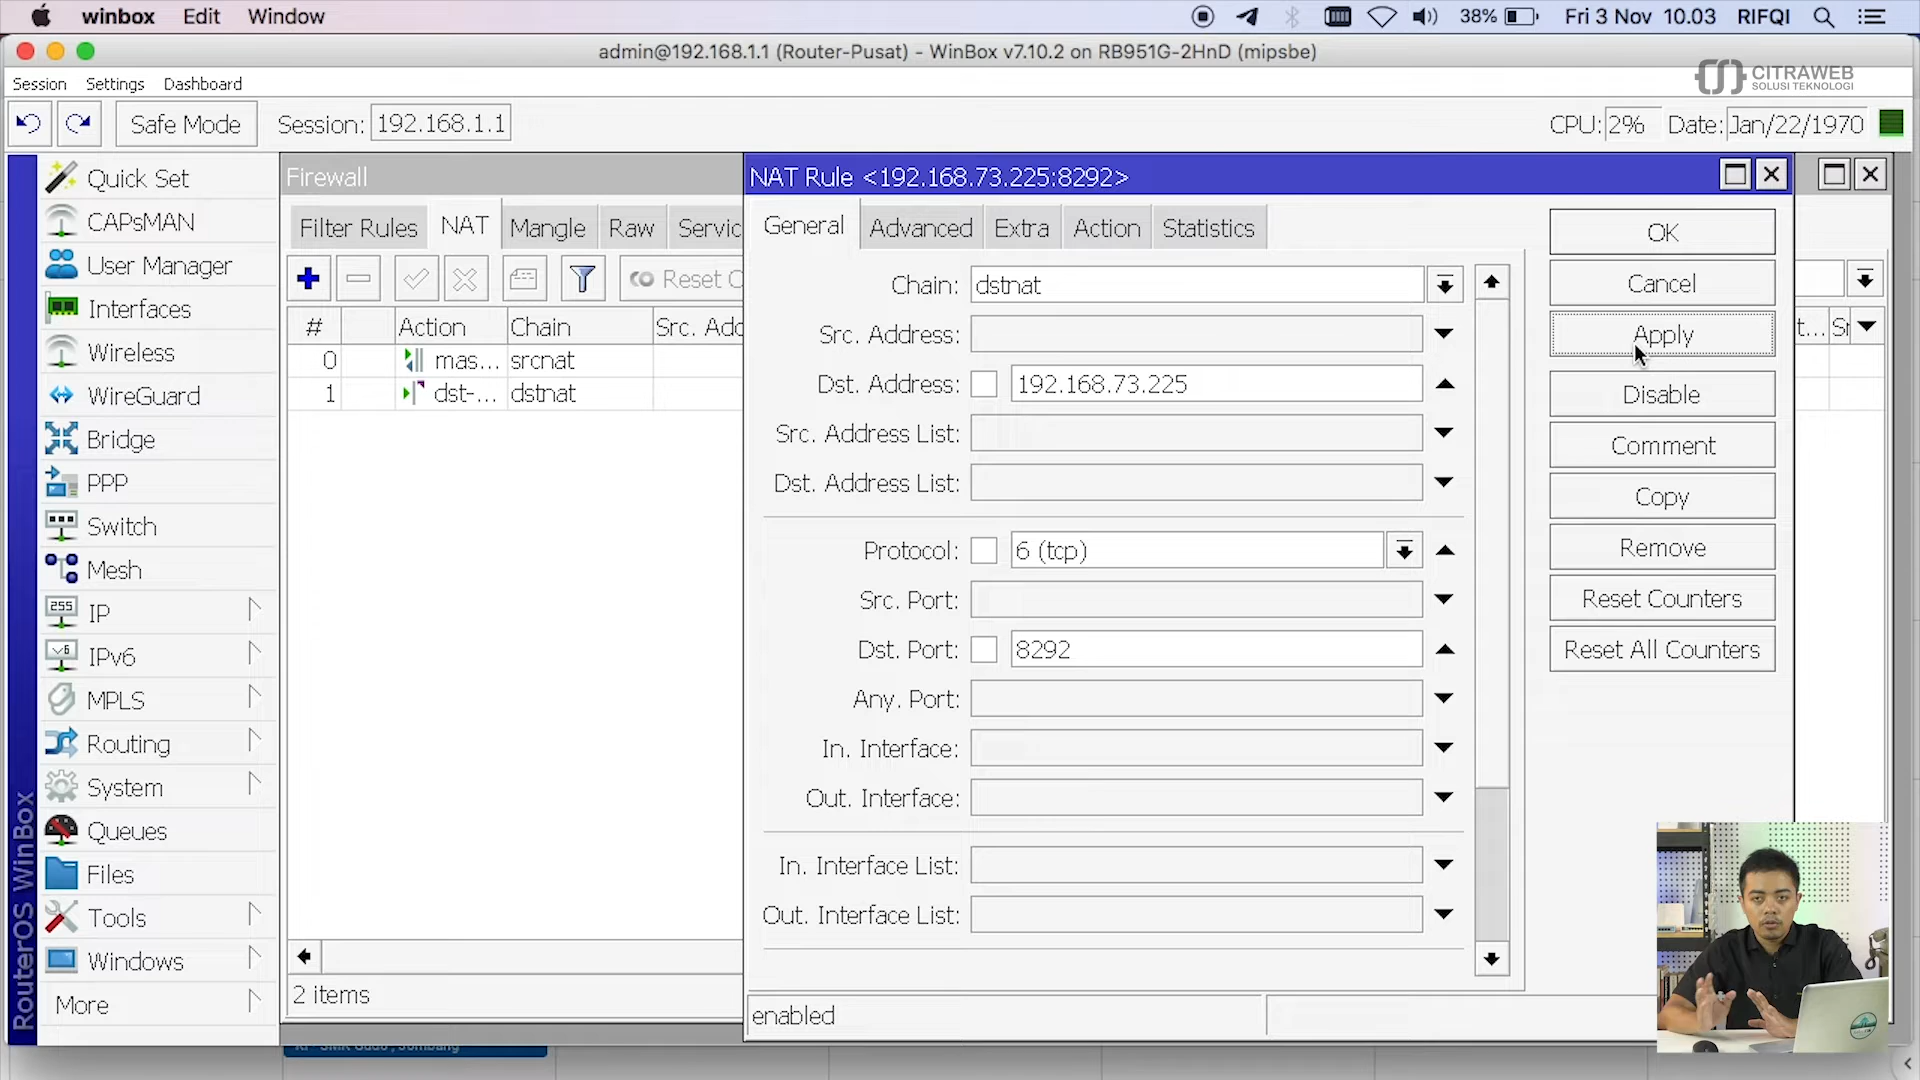 winbox Edit Window
38% Fri 3 Nov 10.03 RIFQI
admin@192.168.1.1 (Router-Pusat) - WinBox v7.10.2 on RB951G-2HnD (mipsbe)
Session Settings Dashboard
CITRAWEB
SOLUSI TEKNOLOGI
Safe Mode Session: 192.168.1.1 CPU: 2% Date: Jan/22/1970
RouterOS WinBox
Quick Set
CAPsMAN
User Manager
Interfaces
Wireless
WireGuard
Bridge
PPP
Switch
Mesh
255 IP
v6 IPv6
MPLS
Routing
System
Queues
Files
Tools
Windows
More
Firewall
Filter Rules NAT Mangle Raw Servic
Reset C
# Action Chain Src. Adc
0 mas... srcnat
1 dst-... dstnat
2 items
NAT Rule <192.168.73.225:8292>
General Advanced Extra Action Statistics
Chain: dstnat
Src. Address:
Dst. Address: 192.168.73.225
Src. Address List:
Dst. Address List:
Protocol: 6 (tcp)
Src. Port:
Dst. Port: 8292
Any. Port:
In. Interface:
Out. Interface:
In. Interface List:
Out. Interface List:
enabled
OK
Cancel
Apply
Disable
Comment
Copy
Remove
Reset Counters
Reset All Counters